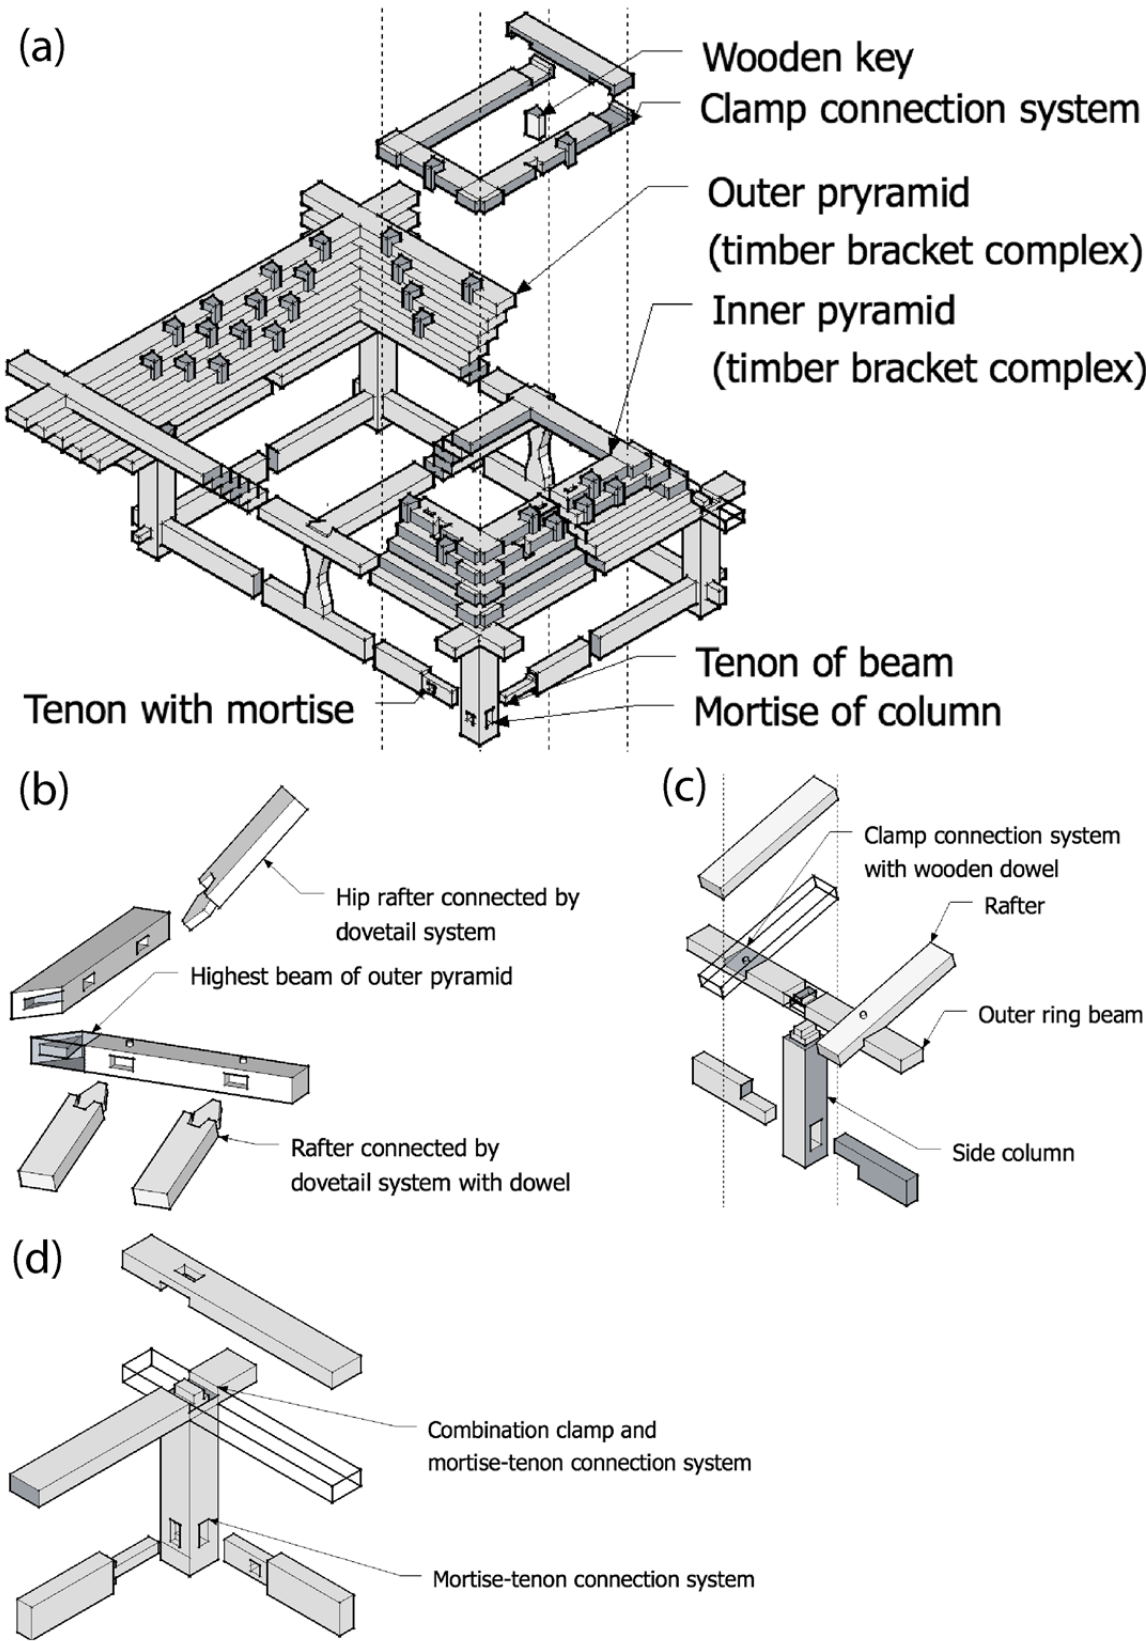 (a)
Wooden key
Clamp connection system
Outer pryramid
(timber bracket complex)
Inner pyramid
(timber bracket complex)
Tenon of beam
Tenon with mortise
Mortise of column
(b)
Hip rafter connected by
dovetail system
Highest beam of outer pyramid
Rafter connected by
dovetail system with dowel
(c)
Clamp connection system
with wooden dowel
Rafter
Outer ring beam
Side column
(d)
Combination clamp and
mortise-tenon connection system
Mortise-tenon connection system